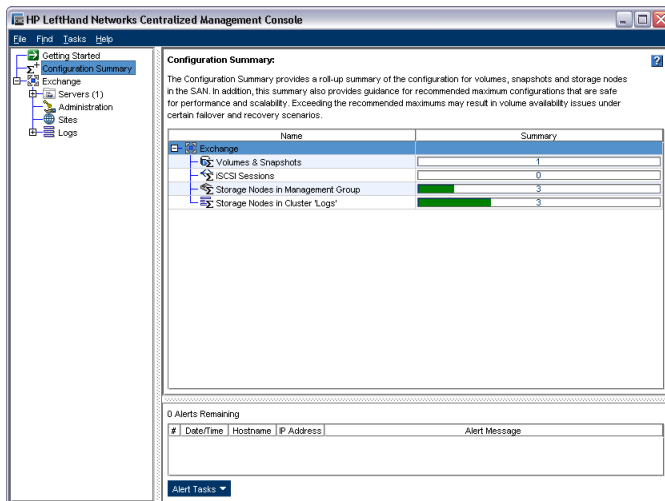 HP LeftHand Networks Centralized Management Console
File Find Tasks Help
Getting Started
Configuration Summary
Exchange
Servers (1)
Administration
Sites
Logs
Configuration Summary:
The Configuration Summary provides a roll-up summary of the configuration for volumes, snapshots and storage nodes
in the SAN. In addition, this summary also provides guidance for recommended maximum configurations that are safe
for performance and scalability. Exceeding the recommended maximums may result in volume availability issues under
certain failover and recovery scenarios.
Name Summary
Exchange
Volumes & Snapshots 1
iSCSI Sessions 0
Storage Nodes in Management Group 3
Storage Nodes in Cluster 'Logs' 3
0 Alerts Remaining
# Date/Time Hostname IP Address Alert Message
Alert Tasks